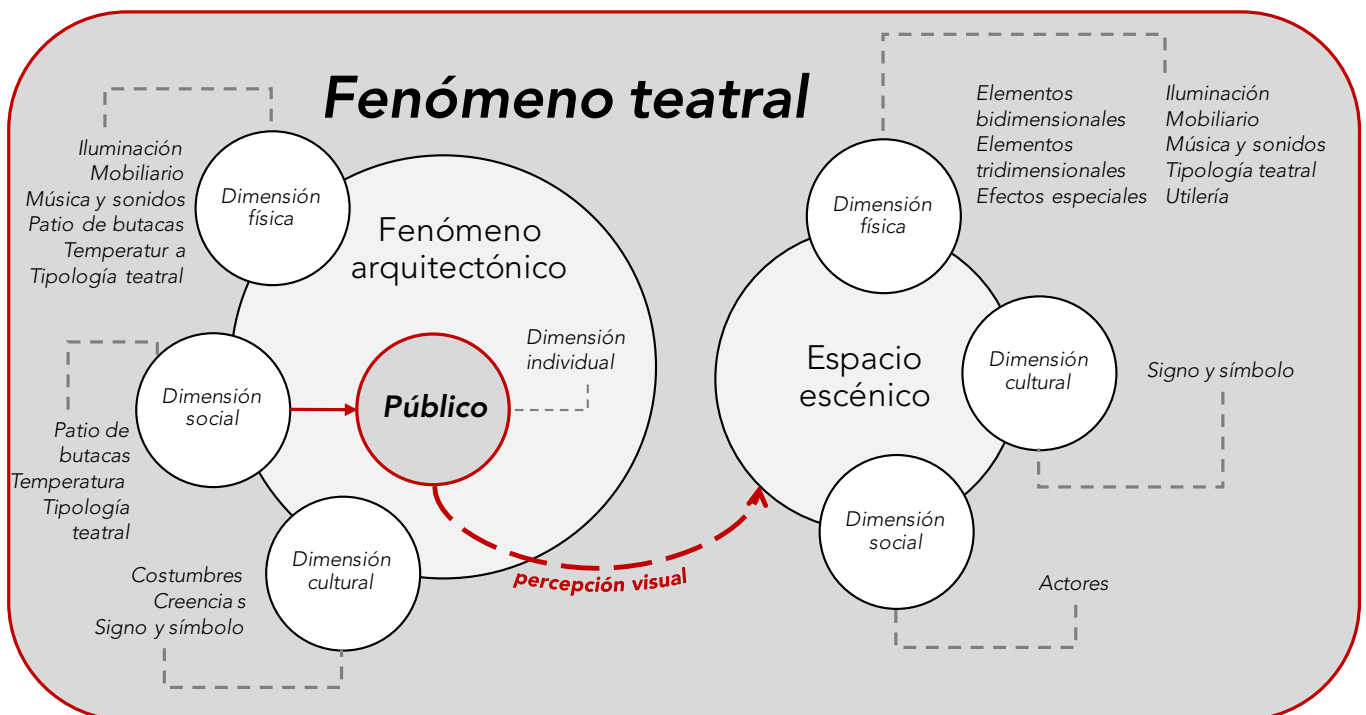 Fenómeno teatral
Iluminación
Mobiliario
Música y sonidos
Patio de butacas
Temperatur a
Tipología teatral
Dimensión
física
Fenómeno
arquitectónico
Dimensión
social
Patio de
butacas
Temperatura
Tipología
teatral
Público
Dimensión
individual
Dimensión
cultural
Costumbres
Creencia s
Signo y símbolo
percepción visual
Elementos
bidimensionales
Elementos
tridimensionales
Efectos especiales
Iluminación
Mobiliario
Música y sonidos
Tipología teatral
Utilería
Dimensión
física
Espacio
escénico
Dimensión
cultural
Signo y símbolo
Dimensión
social
Actores